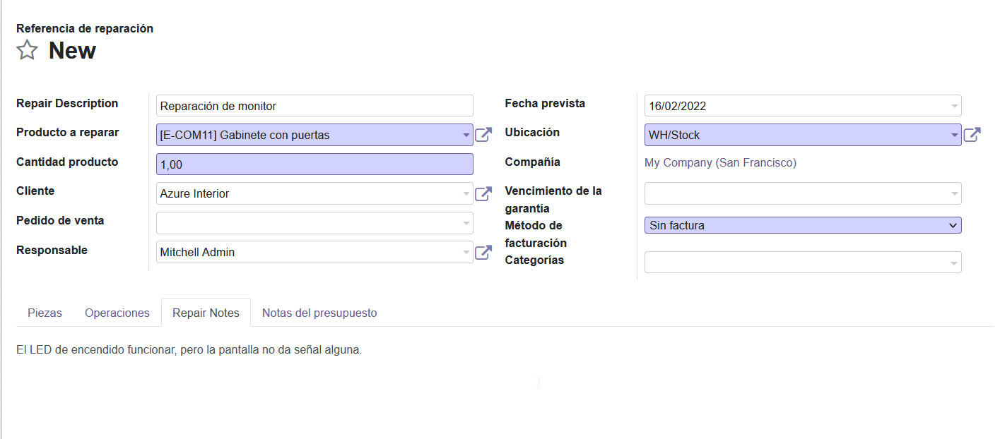 Referencia de reparación
New
Repair Description
Reparación de monitor
Producto a reparar
[E-COM11] Gabinete con puertas
Cantidad producto
1,00
Cliente
Azure Interior
Pedido de venta
Responsable
Mitchell Admin
Fecha prevista
16/02/2022
Ubicación
WH/Stock
Compañía
My Company (San Francisco)
Vencimiento de la
garantía
Método de
facturación
Sin factura
Categorías
Piezas Operaciones Repair Notes Notas del presupuesto
El LED de encendido funcionar, pero la pantalla no da señal alguna.